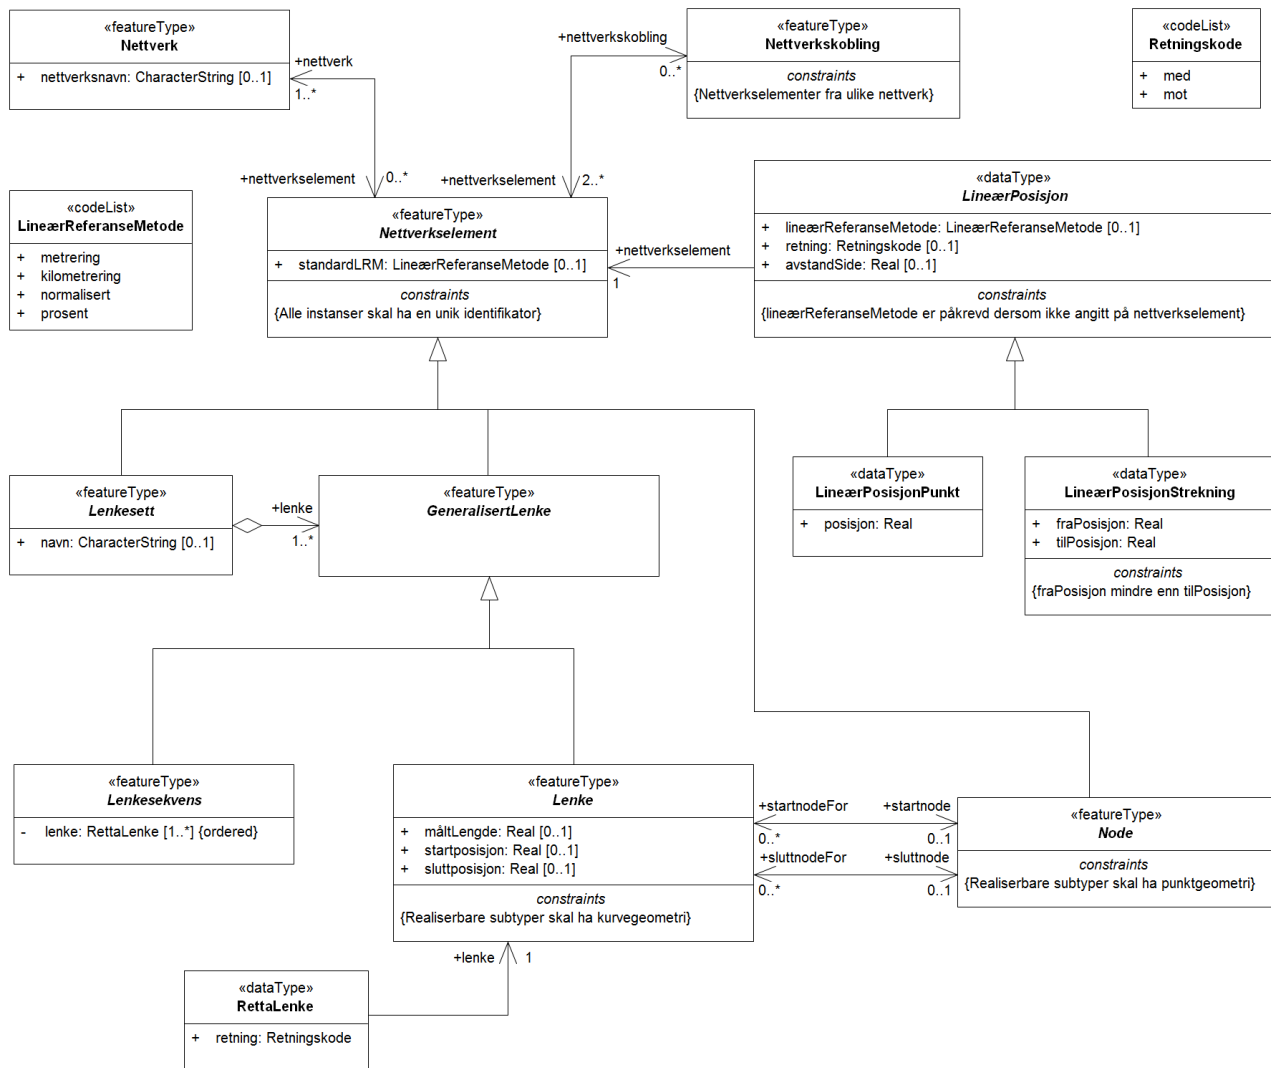 «featureType»
Nettverk
+ nettverksnavn: CharacterString [0..1]
+nettverk
1..*
+nettverkskobling
0..*
«featureType»
Nettverkskobling
constraints
{Nettverkselementer fra ulike nettverk}
«codeList»
Retningskode
+ med
+ mot
+nettverkselement
0..*
+nettverkselement
2..*
«codeList»
LineærReferanseMetode
+ metrering
+ kilometrering
+ normalisert
+ prosent
«featureType»
Nettverkselement
+ standardLRM: LineærReferanseMetode [0..1]
constraints
{Alle instanser skal ha en unik identifikator}
+nettverkselement
1
«dataType»
LineærPosisjon
+ lineærReferanseMetode: LineærReferanseMetode [0..1]
+ retning: Retningskode [0..1]
+ avstandSide: Real [0..1]
constraints
{lineærReferanseMetode er påkrevd dersom ikke angitt på nettverkselement}
«featureType»
Lenkesett
+ navn: CharacterString [0..1]
+lenke
1..*
«featureType»
GeneralisertLenke
«dataType»
LineærPosisjonPunkt
+ posisjon: Real
«dataType»
LineærPosisjonStrekning
+ fraPosisjon: Real
+ tilPosisjon: Real
constraints
{fraPosisjon mindre enn tilPosisjon}
«featureType»
Lenkesekvens
- lenke: RettaLenke [1..*] {ordered}
«featureType»
Lenke
+ måltLengde: Real [0..1]
+ startposisjon: Real [0..1]
+ sluttposisjon: Real [0..1]
constraints
{Realiserbare subtyper skal ha kurvegeometri}
+startnodeFor
0..*
+startnode
0..1
+sluttnodeFor
0..*
+sluttnode
0..1
«featureType»
Node
constraints
{Realiserbare subtyper skal ha punktgeometri}
+lenke
1
«dataType»
RettaLenke
+ retning: Retningskode